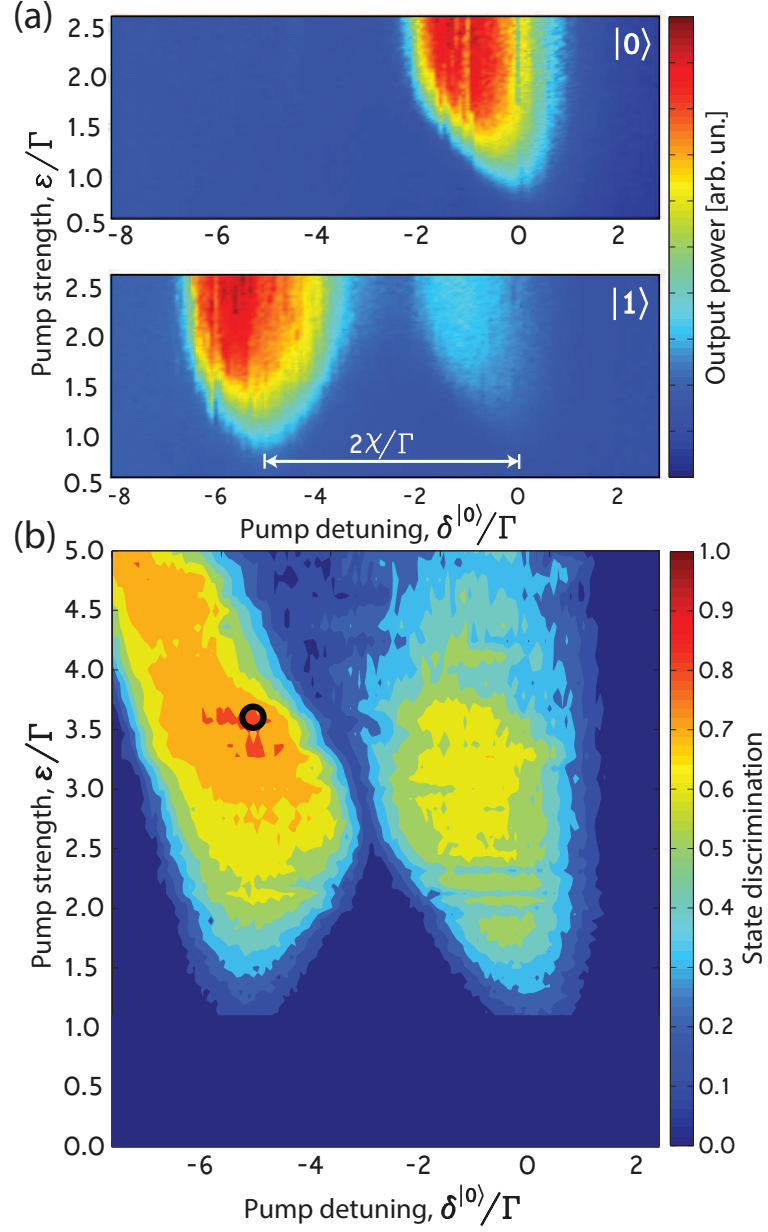 (a)
|0⟩
2.5
2.0
1.5
1.0
0.5
-8 -6 -4 -2 0 2
|1⟩
2.5
2.0
1.5
1.0
0.5
2χ/Γ
-8 -6 -4 -2 0 2
Pump strength, ε/Γ
Pump detuning, δ|0⟩/Γ
Output power [arb. un.]
(b)
5.0
4.5
4.0
3.5
3.0
2.5
2.0
1.5
1.0
0.5
0.0
-6 -4 -2 0 2
Pump strength, ε/Γ
Pump detuning, δ|0⟩/Γ
1.0
0.9
0.8
0.7
0.6
0.5
0.4
0.3
0.2
0.1
0.0
State discrimination